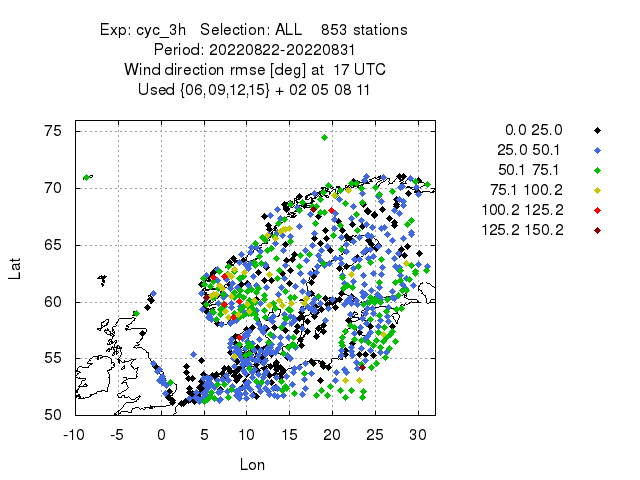 Exp: cyc_3h Selection: ALL 853 stations
Period: 20220822-20220831
Wind direction rmse [deg] at 17 UTC
Used {06,09,12,15} + 02 05 08 11
0.0 25.0
25.0 50.1
50.1 75.1
75.1 100.2
100.2 125.2
125.2 150.2
75
70
65
60
55
50
Lat
-10 -5 0 5 10 15 20 25 30
Lon